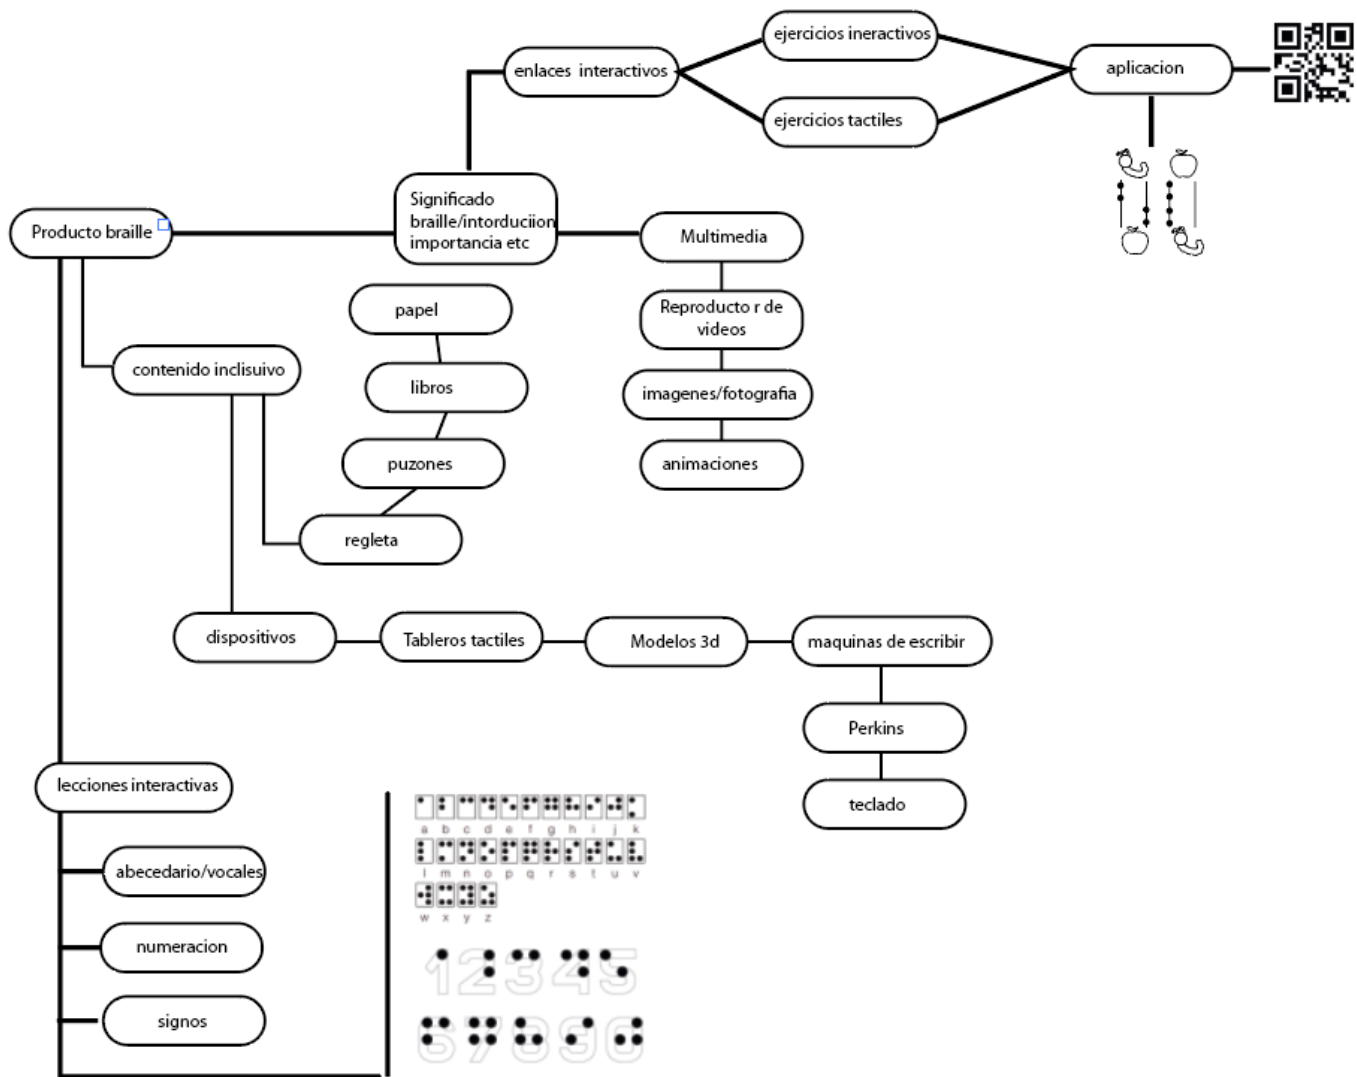 ejercicios ineractivos
enlaces interactivos
aplicacion
ejercicios tactiles
Significado
braille/intorduciion
importancia etc
Producto braille
Multimedia
papel
Reproducto r de
videos
contenido inclisuivo
libros
imagenes/fotografia
puzones
animaciones
regleta
dispositivos
Tableros tactiles
Modelos 3d
maquinas de escribir
Perkins
teclado
lecciones interactivas
abecedario/vocales
numeracion
signos
a b c d e f g h i j k
l m n o p q r s t u v
w x y z
12345
67890